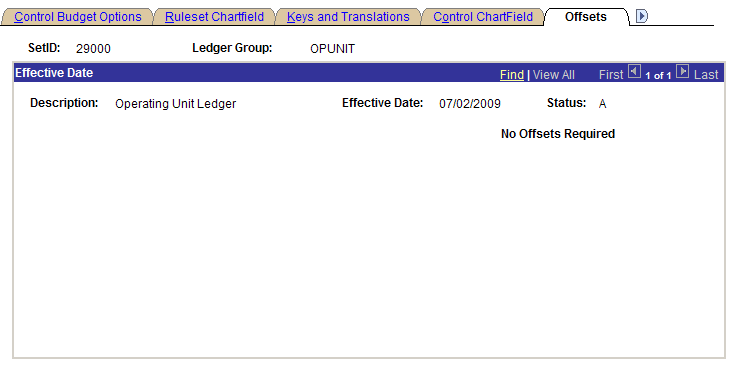 Control Budget Options Ruleset Chartfield Keys and Translations Control ChartField Offsets
SetID: 29000 Ledger Group: OPUNIT
Effective Date Find | View All First 1 of 1 Last
Description: Operating Unit Ledger Effective Date: 07/02/2009 Status: A
No Offsets Required